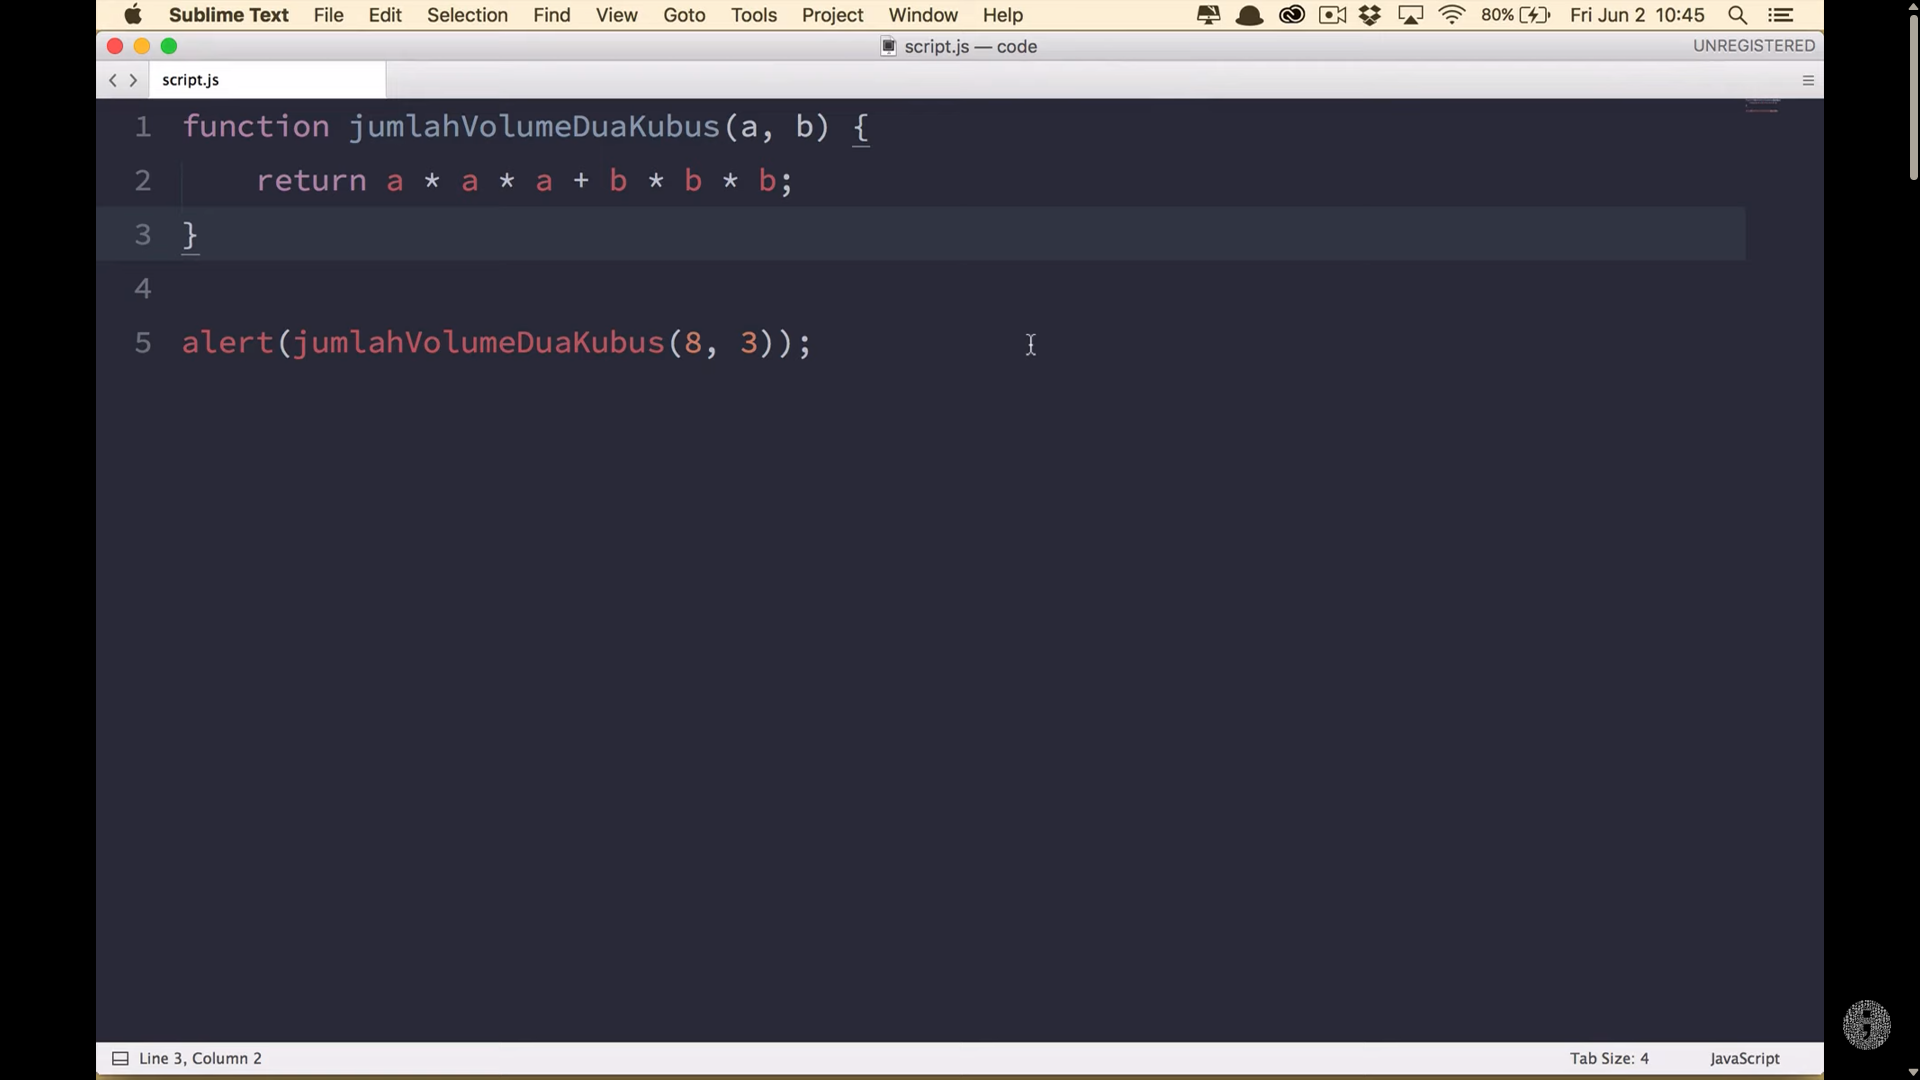 Sublime Text File Edit Selection Find View Goto Tools Project Window Help 80% Fri Jun 2 10:45
script.js — code UNREGISTERED
script.js
1 function jumlahVolumeDuaKubus(a, b) {
2 return a * a * a + b * b * b;
3 }
4
5 alert(jumlahVolumeDuaKubus(8, 3));
Line 3, Column 2 Tab Size: 4 JavaScript